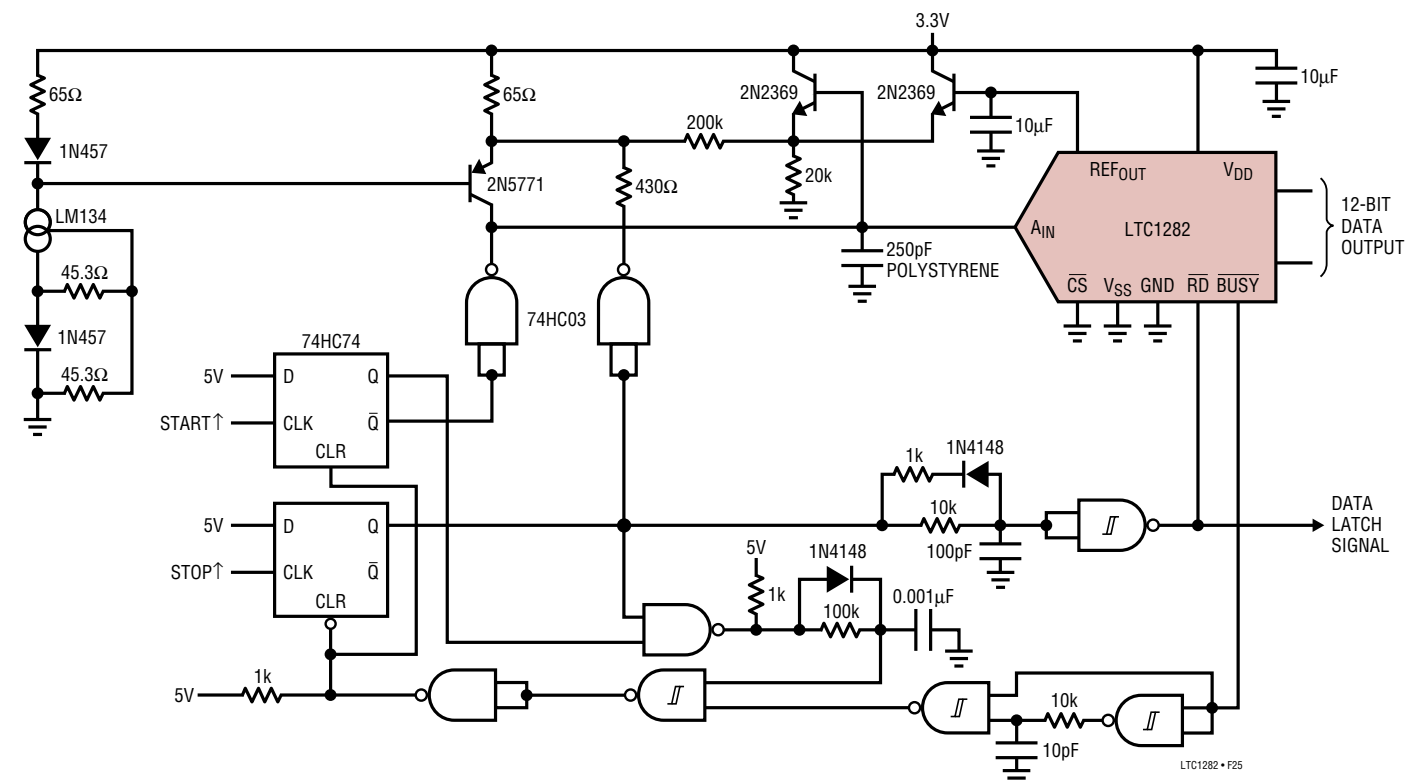 3.3V
65Ω
1N457
LM134
45.3Ω
1N457
45.3Ω
65Ω
2N5771
200k
430Ω
2N2369
2N2369
20k
10µF
10µF
REFOUT
VDD
AIN
LTC1282
CS
VSS
GND
RD
BUSY
12-BIT
DATA
OUTPUT
250pF
POLYSTYRENE
74HC03
74HC74
5V
D
Q
START↑
CLK
Q
CLR
5V
D
Q
STOP↑
CLK
Q
CLR
1k
1N4148
10k
100pF
DATA
LATCH
SIGNAL
5V
1k
1N4148
100k
0.001µF
5V
1k
10k
10pF
LTC1282 • F25